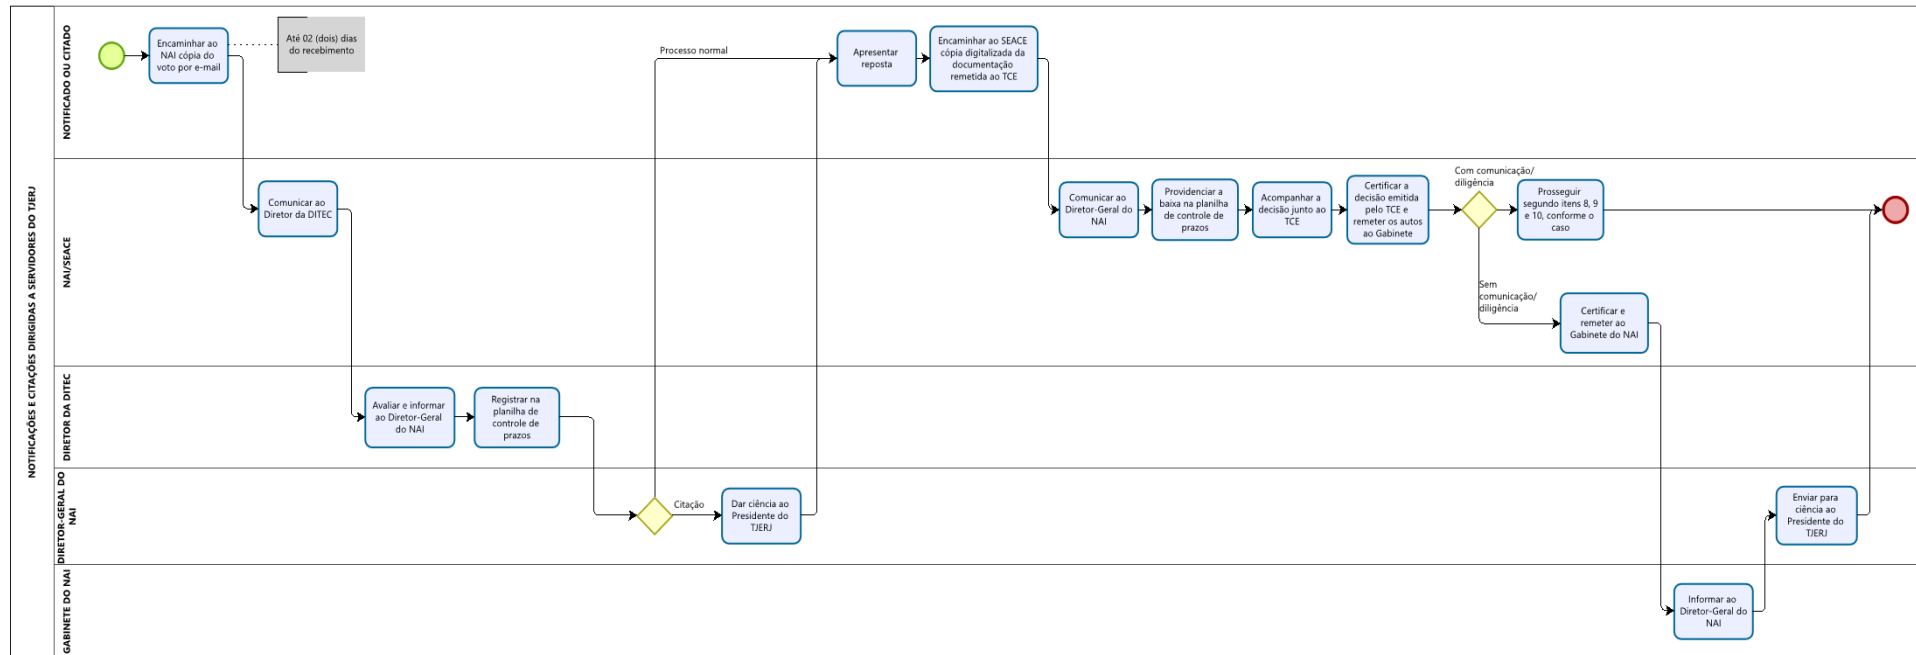 NOTIFICAÇÕES E CITAÇÕES DIRIGIDAS A SERVIDORES DO TJERJ
NOTIFICADO OU CITADO
Encaminhar ao
NAI cópia do
voto por e-mail
Até 02 (dois) dias
do recebimento
Processo normal
Apresentar
reposta
Encaminhar ao SEACE
cópia digitalizada da
documentação
remetida ao TCE
NAI/SEACE
Comunicar ao
Diretor da DITEC
Comunicar ao
Diretor-Geral do
NAI
Providenciar a
baixa na planilha
de controle de
prazos
Acompanhar a
decisão junto ao
TCE
Certificar a
decisão emitida
pelo TCE e
remeter os autos
ao Gabinete
Com comunicação/
diligência
Prosseguir
segundo itens 8, 9
e 10, conforme o
caso
Sem
comunicação/
diligência
Certificar e
remeter ao
Gabinete do NAI
DIRETOR DA DITEC
Avaliar e informar
ao Diretor-Geral
do NAI
Registrar na
planilha de
controle de
prazos
DIRETOR-GERAL DO
NAI
Citação
Dar ciência ao
Presidente do
TJERJ
Enviar para
ciência ao
Presidente do
TJERJ
GABINETE DO NAI
Informar ao
Diretor-Geral do
NAI